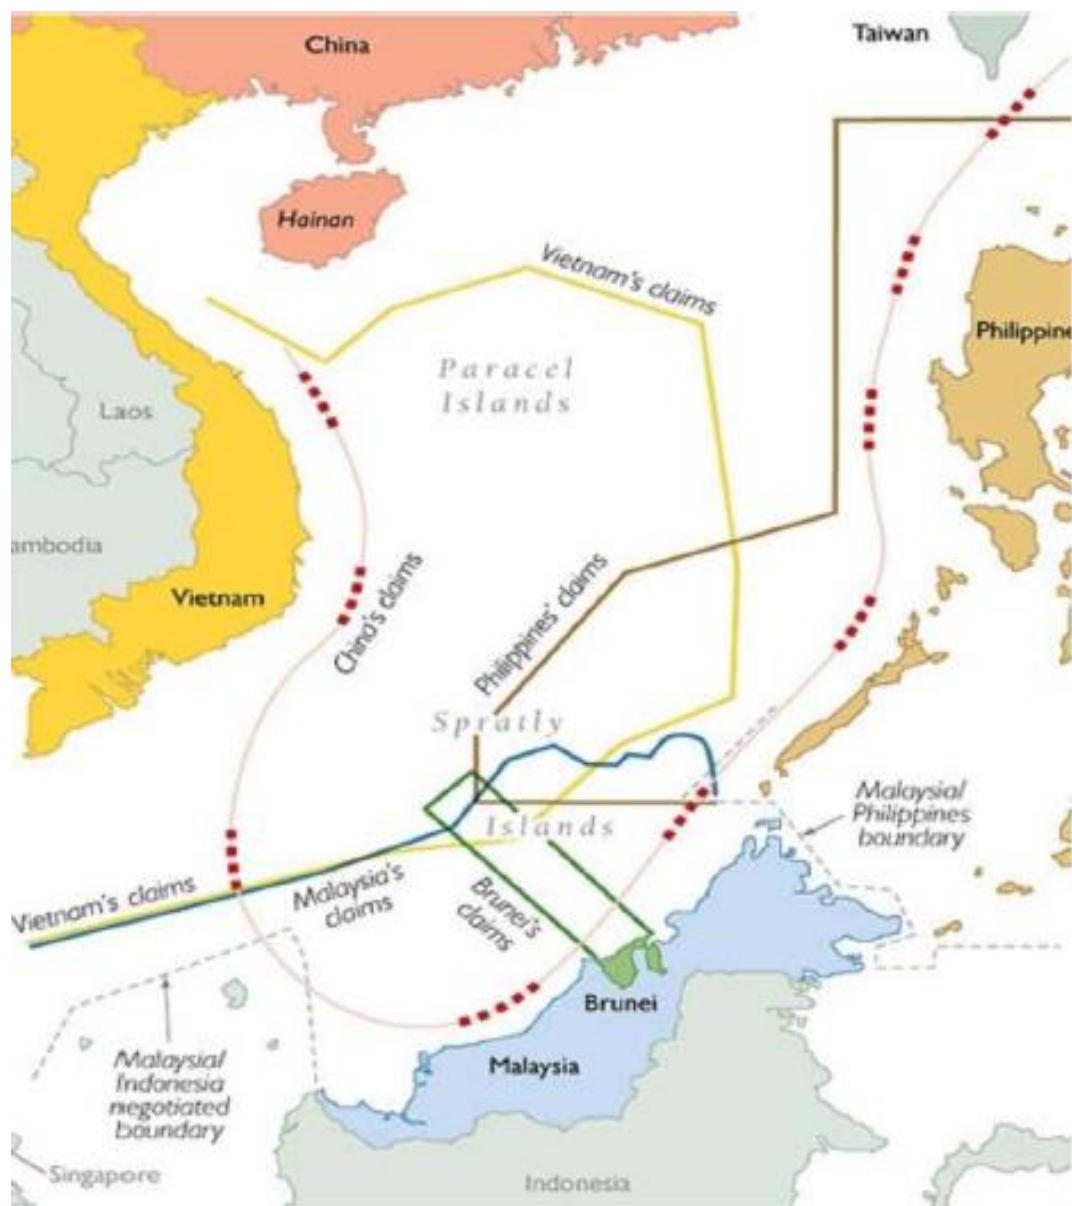 China
Taiwan
Hainan
Vietnam's claims
Philippine
Paracel
Islands
Laos
ambodia
Vietnam
China's claims
Philippines' claims
Spratly
Islands
Malaysia/
Philippines
boundary
Vietnam's claims
Malaysia's
claims
Brunei's
claims
Brunei
Malaysia
Malaysia/
Indonesia
negotiated
boundary
Singapore
Indonesia